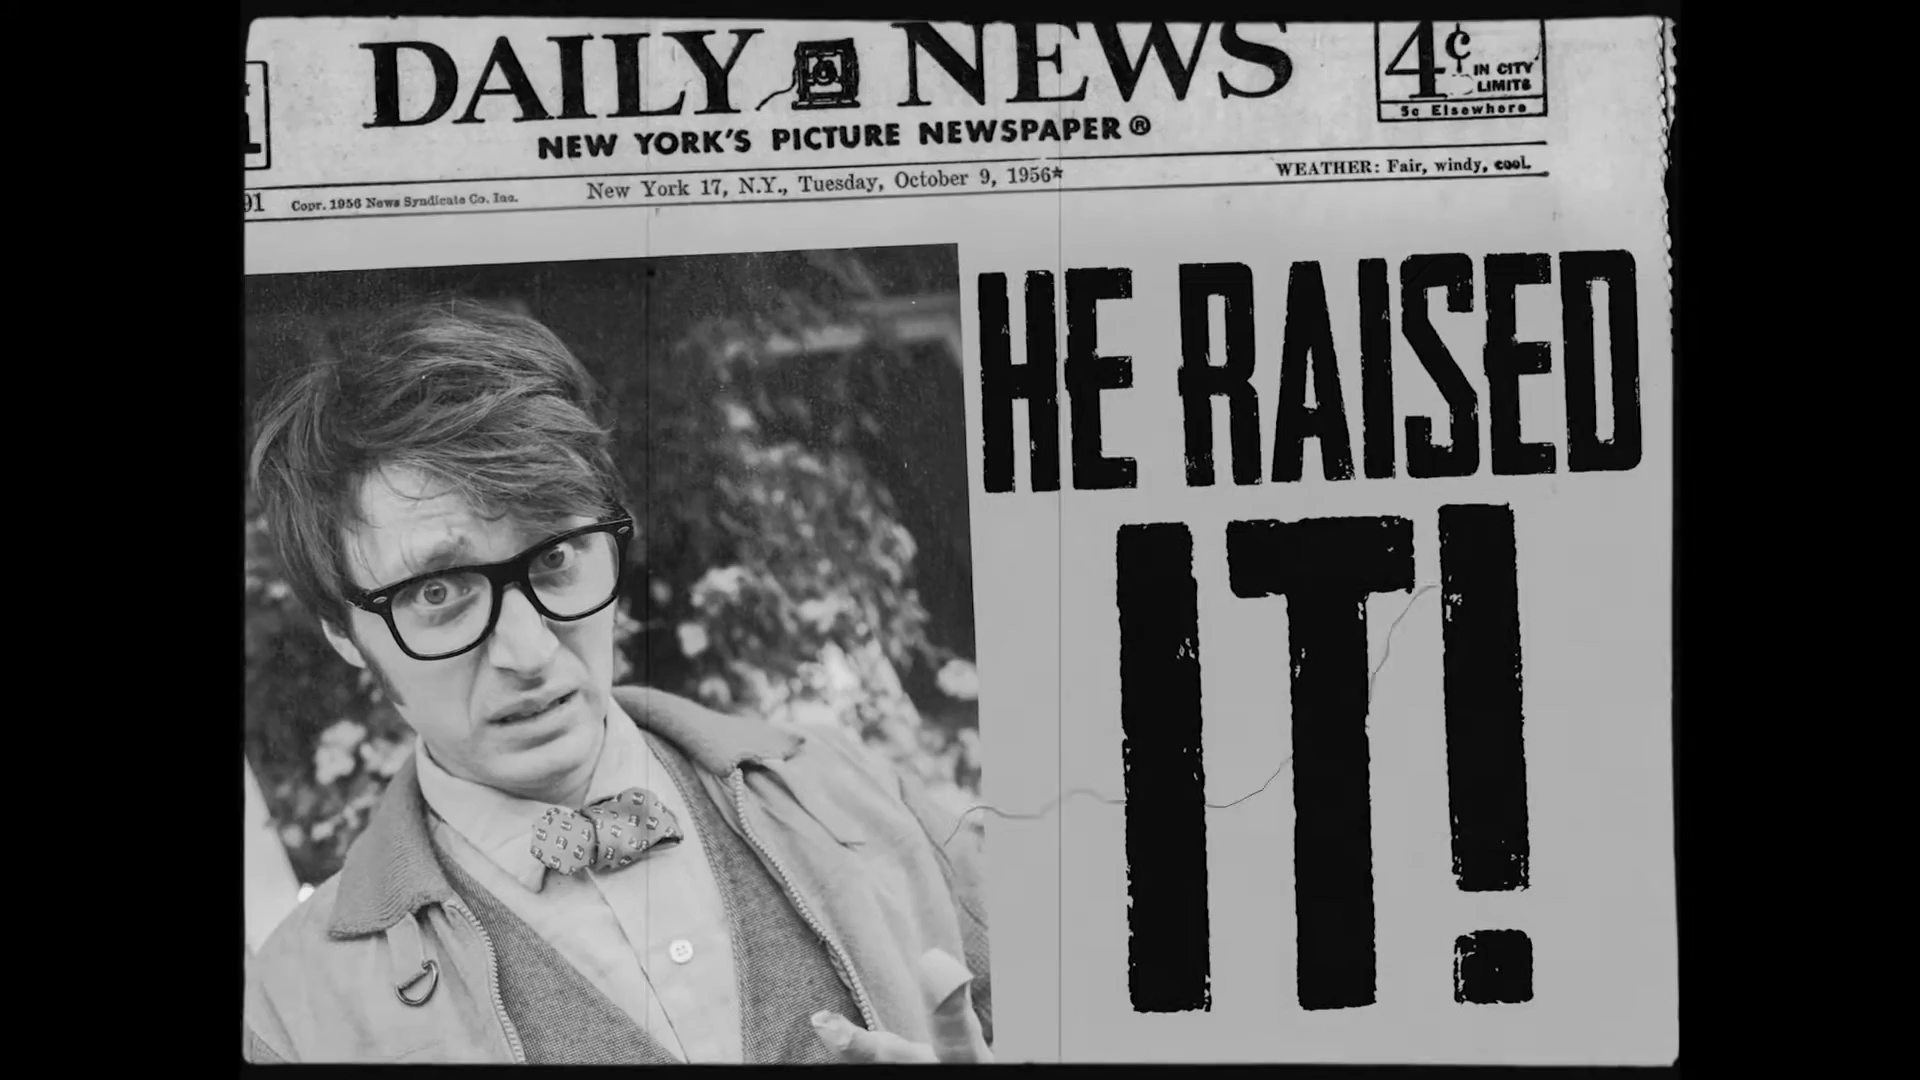 DAILY NEWS
4¢ IN CITY
LIMITS
5c Elsewhere
NEW YORK'S PICTURE NEWSPAPER®
91 Copr. 1956 News Syndicate Co. Inc. New York 17, N.Y., Tuesday, October 9, 1956* WEATHER: Fair, windy, cool.
HE RAISED
IT!